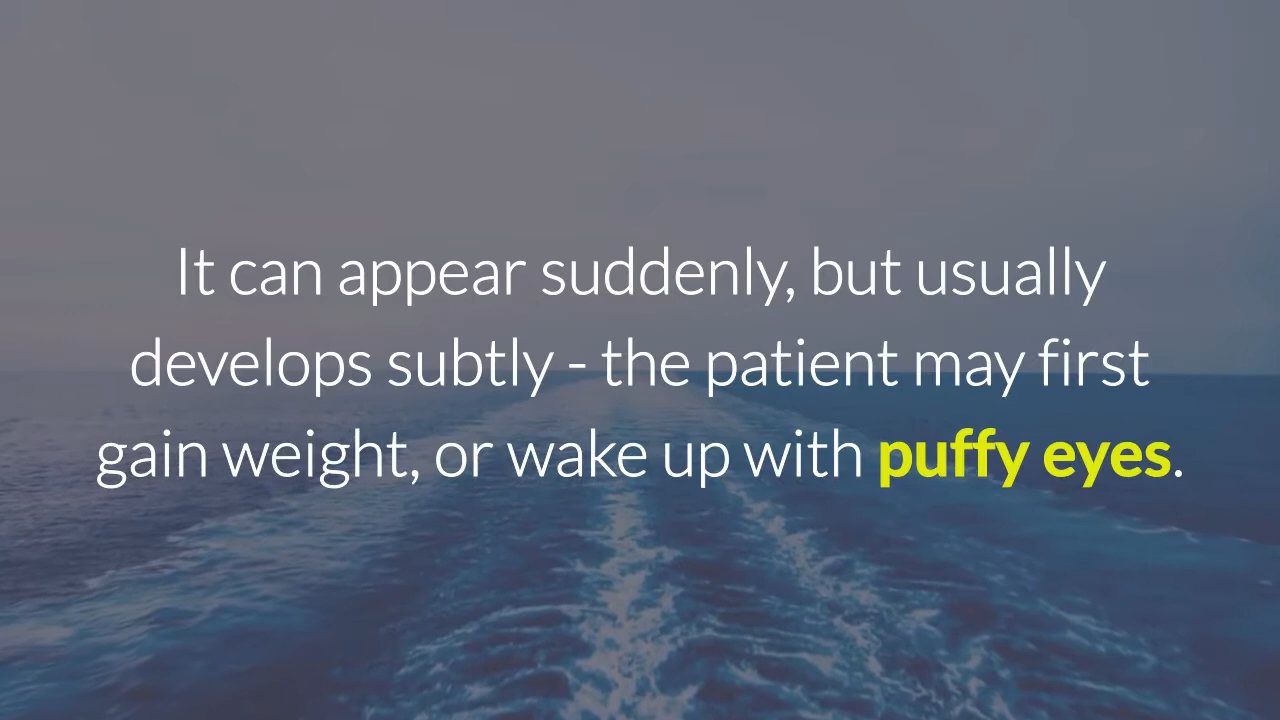 It can appear suddenly, but usually
develops subtly - the patient may first
gain weight, or wake up with puffy eyes.